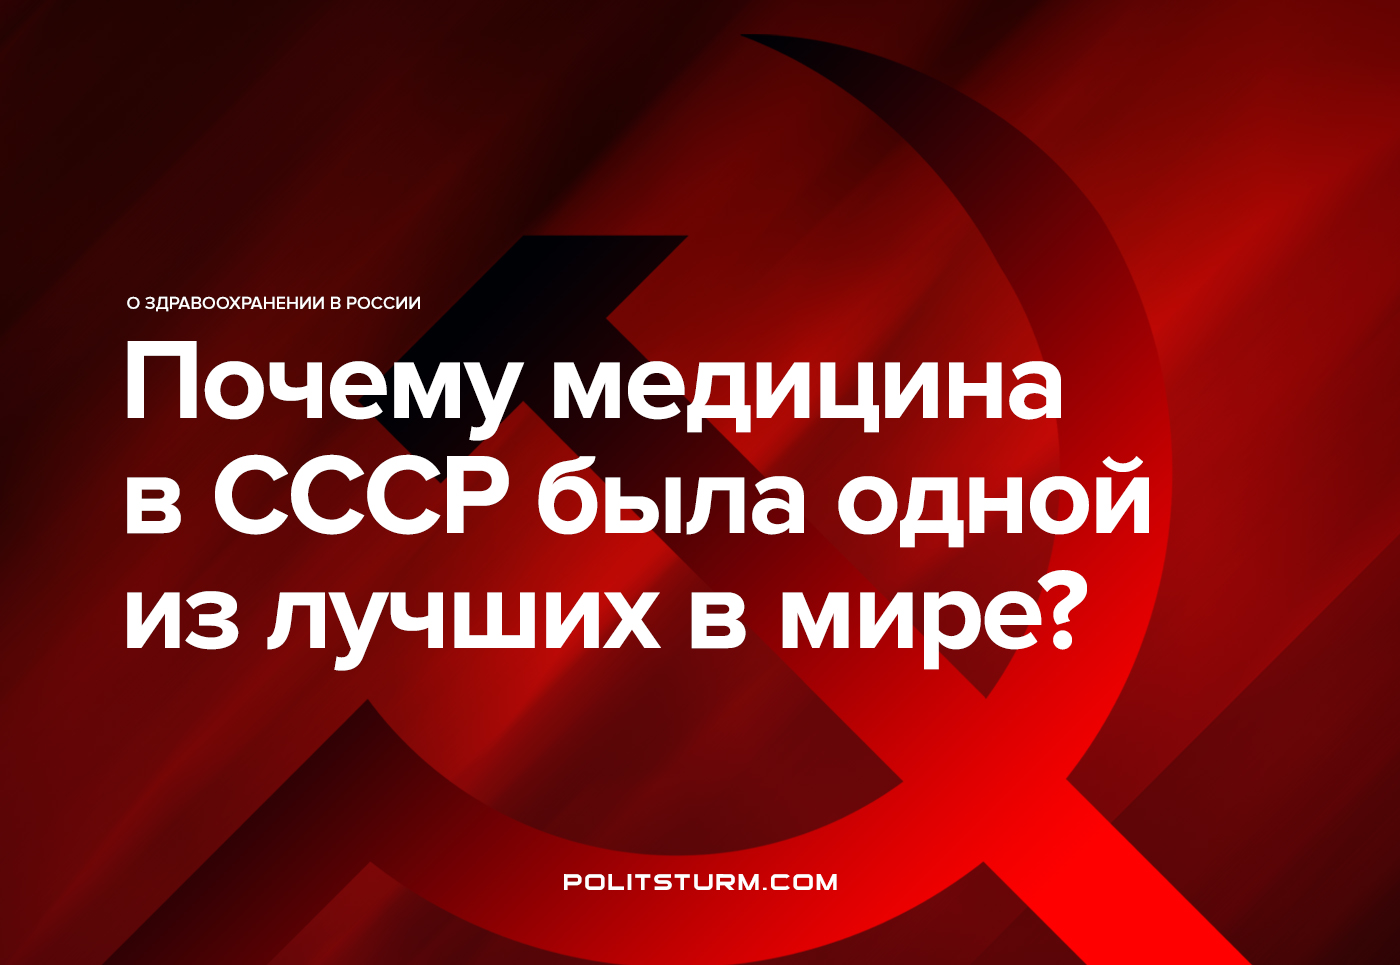 О ЗДРАВООХРАНЕНИИ В РОССИИ
Почему медицина
в СССР была одной
из лучших в мире?
POLITSTURM.COM